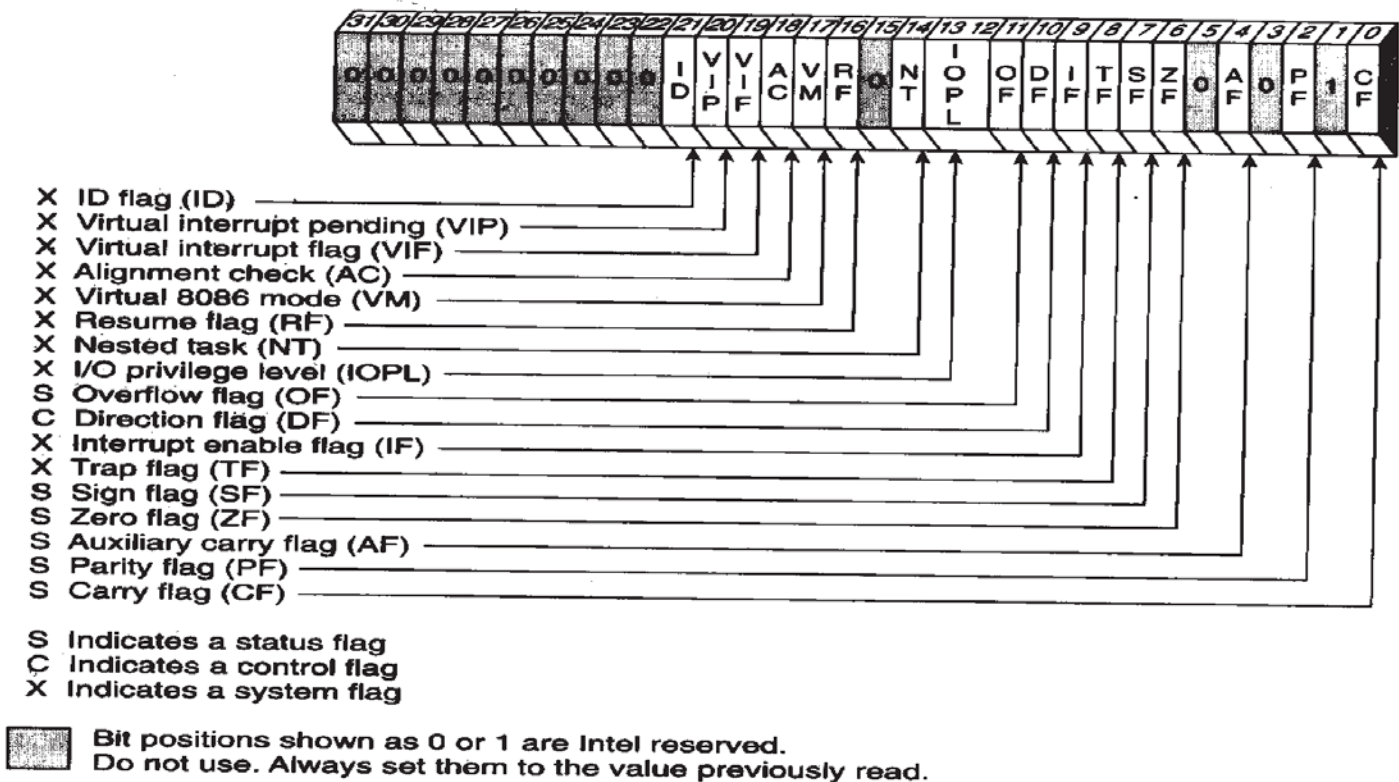 31 30 29 28 27 26 25 24 23 22 21 20 19 18 17 16 15 14 13 12 11 10 9 8 7 6 5 4 3 2 1 0
0 0 0 0 0 0 0 0 0 0 ID VIP VIF AC VM RF 0 NT IOPL OF DF IF TF SF ZF 0 AF 0 PF 1 CF
X ID flag (ID)
X Virtual interrupt pending (VIP)
X Virtual interrupt flag (VIF)
X Alignment check (AC)
X Virtual 8086 mode (VM)
X Resume flag (RF)
X Nested task (NT)
X I/O privilege level (IOPL)
S Overflow flag (OF)
C Direction flag (DF)
X Interrupt enable flag (IF)
X Trap flag (TF)
S Sign flag (SF)
S Zero flag (ZF)
S Auxiliary carry flag (AF)
S Parity flag (PF)
S Carry flag (CF)
S Indicates a status flag
C Indicates a control flag
X Indicates a system flag
Bit positions shown as 0 or 1 are Intel reserved.
Do not use. Always set them to the value previously read.